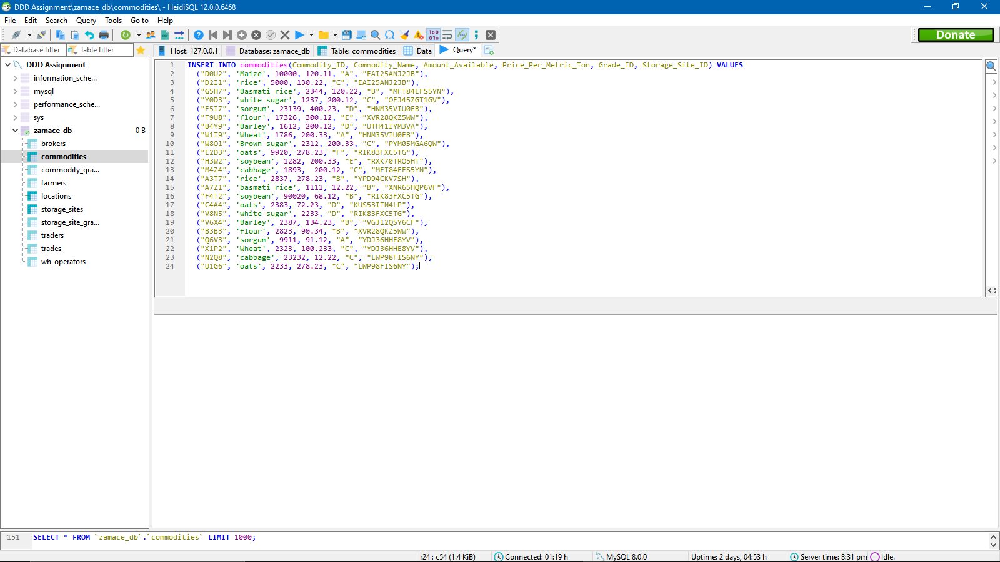 DDD Assignment\zamace_db\commodities\ - HeidiSQL 12.0.0.6468
File Edit Search Query Tools Go to Help
Donate
Database filter Table filter
Host: 127.0.0.1 Database: zamace_db Table: commodities Data Query*
DDD Assignment
information_sche...
mysql
performance_sche...
sys
zamace_db 0 B
brokers
commodities
commodity_gra...
farmers
locations
storage_sites
storage_site_gra...
traders
trades
wh_operators
1 INSERT INTO commodities(Commodity_ID, Commodity_Name, Amount_Available, Price_Per_Metric_Ton, Grade_ID, Storage_Site_ID) VALUES
2 ("D0U2", 'Maize', 10000, 120.11, "A", "EAI25ANJ2JB"),
3 ("D2I1", 'rice', 5000, 130.22, "C", "EAI25ANJ2JB"),
4 ("G5H7", 'Basmati rice', 2344, 120.22, "B", "MFT84EFS5YN"),
5 ("Y0D3", 'white sugar', 1237, 200.12, "C", "OFJ45ZGT1GV"),
6 ("F5I7", 'sorgum', 23139, 400.23, "D", "HNM35VIU0EB"),
7 ("T9U8", 'flour', 17326, 300.12, "E", "XVR28QKZ5WW"),
8 ("B4Y9", 'Barley', 1612, 200.12, "D", "UTH41IYM3VA"),
9 ("W1T9", 'Wheat', 1786, 200.33, "A", "HNM35VIU0EB"),
10 ("W8O1", 'Brown sugar', 2312, 200.33, "C", "PYM05MGA6QW"),
11 ("E2D3", 'oats', 9920, 278.23, "F", "RIK83FXC5TG"),
12 ("H3W2", 'soybean', 1282, 200.33, "E", "RXK70TRO5HT"),
13 ("M4Z4", 'cabbage', 1893,  200.12, "C", "MFT84EFS5YN"),
14 ("A3T7", 'rice', 2837, 278.23, "B", "YPD94CKV7SH"),
15 ("A7Z1", 'basmati rice', 1111, 12.22, "B", "XNR65HQP6VF"),
16 ("F4T2", 'soybean', 90020, 68.12, "B", "RIK83FXC5TG"),
17 ("C4A4", 'oats', 2383, 72.23, "D", "KUS53ITN4LP"),
18 ("V8N5", 'white sugar', 2233, "D", "RIK83FXC5TG"),
19 ("V6X4", 'Barley', 2387, 134.23, "B", "VGJ12QSY6CF"),
20 ("B3B3", 'flour', 2823, 90.34, "B", "XVR28QKZ5WW"),
21 ("Q6V3", 'sorgum', 9911, 91.12, "A", "YDJ36HHE8YV"),
22 ("X1P2", 'Wheat', 2323, 100.233, "C", "YDJ36HHE8YV"),
23 ("N2Q8", 'cabbage', 23232, 12.22, "C", "LWP98FIS6NY"),
24 ("U1G6", 'oats', 2233, 278.23, "C", "LWP98FIS6NY");
151 SELECT * FROM `zamace_db`.`commodities` LIMIT 1000;
r24 : c54 (1.4 KiB) Connected: 01:19 h MySQL 8.0.0 Uptime: 2 days, 04:53 h Server time: 8:31 pm Idle.